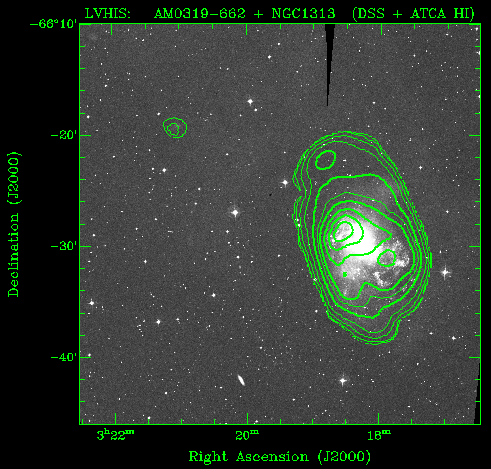 LVHIS: AM0319-662 + NGC1313 (DSS + ATCA HI)
-66°10'
-20'
-30'
-40'
Declination (J2000)
3ʰ22ᵐ 20ᵐ 18ᵐ
Right Ascension (J2000)